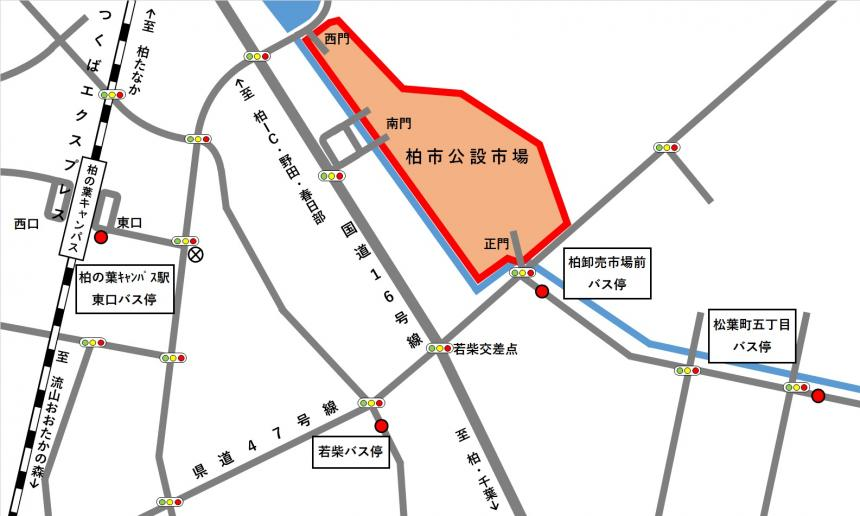 ←至 柏たなか
つくばエクスプレス
西門
南門
柏市公設市場
←至 柏IC・野田・春日部
柏の葉キャンパス
西口
東口
正門
国道16号線
柏卸売市場前
バス停
柏の葉ｷｬﾝﾊﾟｽ駅
東口バス停
松葉町五丁目
バス停
若柴交差点
至 流山おおたかの森→
県道47号線
若柴バス停
至 柏・千葉→